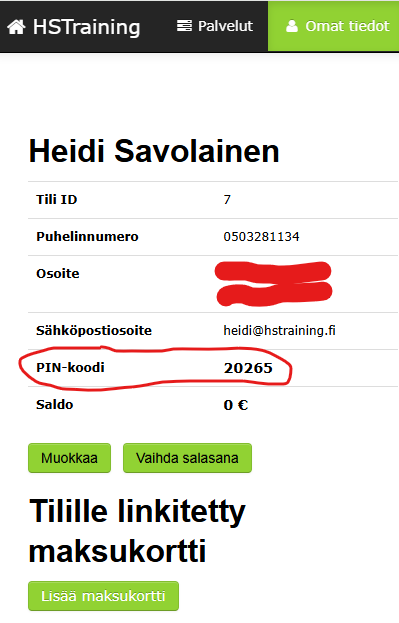 HSTraining Palvelut Omat tiedot
Heidi Savolainen
Tili ID 7
Puhelinnumero 0503281134
Osoite
Sähköpostiosoite heidi@hstraining.fi
PIN-koodi 20265
Saldo 0 €
Muokkaa Vaihda salasana
Tilille linkitetty
maksukortti
Lisää maksukortti